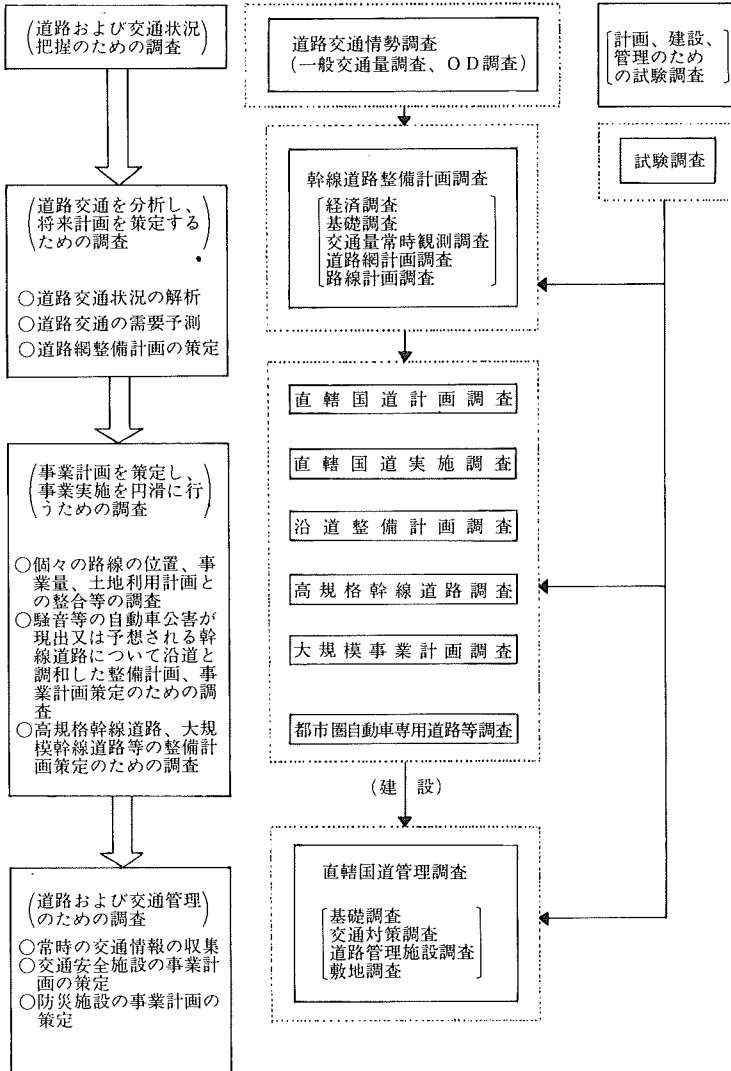 道路および交通状況
把握のための調査
道路交通を分析し、
将来計画を策定する
ための調査
○道路交通状況の解析
○道路交通の需要予測
○道路網整備計画の策定
事業計画を策定し、
事業実施を円滑に行
うための調査
○個々の路線の位置、事
業量、土地利用計画と
の整合等の調査
○騒音等の自動車公害が
現出又は予想される幹
線道路について沿道と
調和した整備計画、事
業計画策定のための調
査
○高規格幹線道路、大規
模幹線道路等の整備計
画策定のための調査
道路および交通管理
のための調査
○常時の交通情報の収集
○交通安全施設の事業計
画の策定
○防災施設の事業計画の
策定
道路交通情勢調査
(一般交通量調査、OD調査)
幹線道路整備計画調査
経済調査
基礎調査
交通量常時観測調査
道路網計画調査
路線計画調査
直轄国道計画調査
直轄国道実施調査
沿道整備計画調査
高規格幹線道路調査
大規模事業計画調査
都市圏自動車専用道路等調査
(建設)
直轄国道管理調査
基礎調査
交通対策調査
道路管理施設調査
敷地調査
計画、建設、
管理のため
の試験調査
試験調査